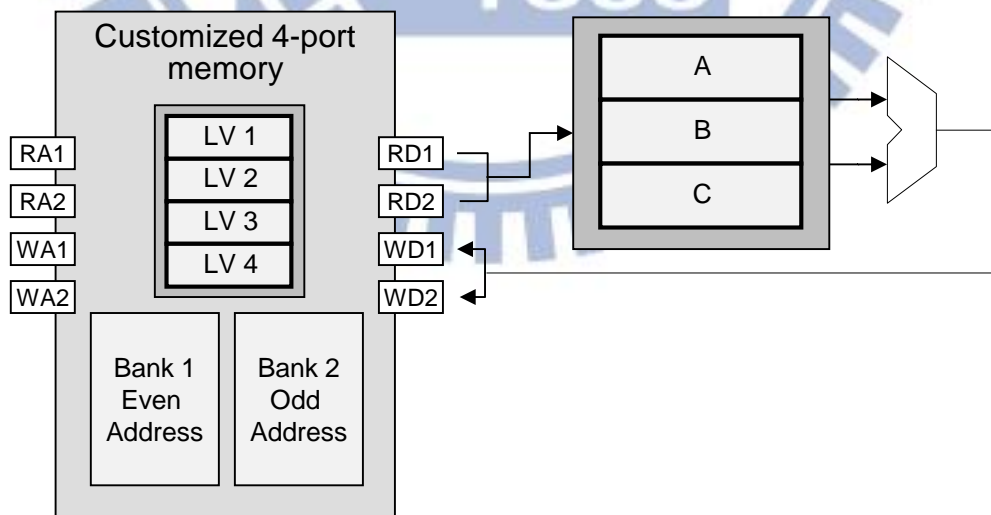 Customized 4-port
memory
LV 1
LV 2
LV 3
LV 4
RA1
RA2
WA1
WA2
RD1
RD2
WD1
WD2
Bank 1
Even
Address
Bank 2
Odd
Address
A
B
C